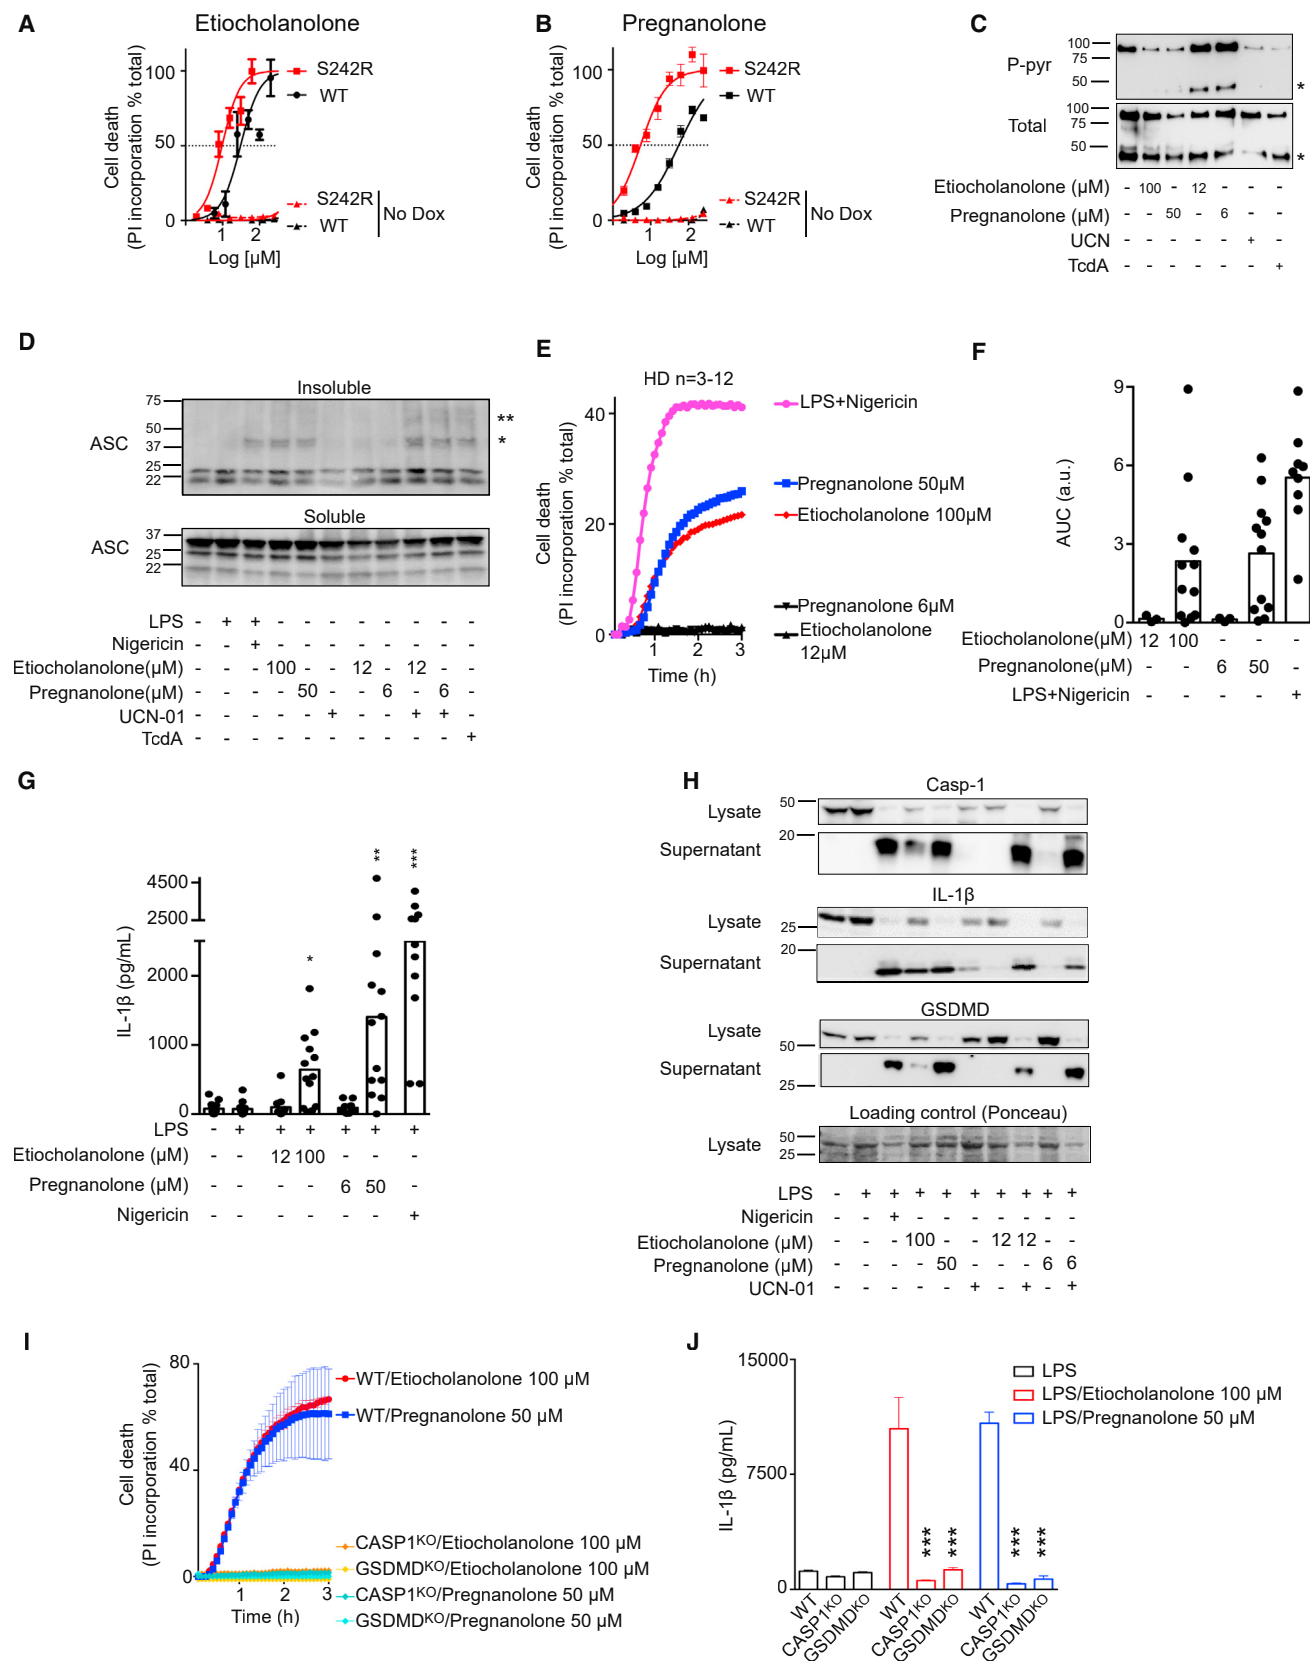 A
Etiocholanolone
Cell death
(PI incorporation % total)
100
50
0
1 2
Log [µM]
S242R
WT
S242R
WT
No Dox
B
Pregnanolone
Cell death
(PI incorporation % total)
100
50
0
1 2
Log [µM]
S242R
WT
S242R
WT
No Dox
C
P-pyr
100
75
50
*
Total
100
75
50
*
Etiocholanolone (µM) - 100 - 12 - - -
Pregnanolone (µM) - - 50 - 6 - -
UCN - - - - - + -
TcdA - - - - - - +
D
Insoluble
ASC
75
50
37
25
22
**
*
Soluble
ASC
37
25
22
LPS - + + - - - - - - - -
Nigericin - - + - - - - - - - -
Etiocholanolone(µM) - - - 100 - - 12 - 12 - -
Pregnanolone(µM) - - - - 50 - - 6 - 6 -
UCN-01 - - - - - + - - + + -
TcdA - - - - - - - - - - +
E
HD n=3-12
Cell death
(PI incorporation % total)
40
20
0
1 2 3
Time (h)
LPS+Nigericin
Pregnanolone 50µM
Etiocholanolone 100µM
Pregnanolone 6µM
Etiocholanolone
12µM
F
AUC (a.u.)
9
6
3
0
Etiocholanolone(µM) 12 100 - - -
Pregnanolone(µM) - - 6 50 -
LPS+Nigericin - - - - +
G
IL-1β (pg/mL)
4500
2500
2000
1000
0
*
**
***
LPS - + + + + + +
Etiocholanolone (µM) - - 12 100 - - -
Pregnanolone (µM) - - - - 6 50 -
Nigericin - - - - - - +
H
Casp-1
Lysate 50
Supernatant 20
IL-1β
Lysate 25
Supernatant 20
GSDMD
Lysate 50
Supernatant 25
Loading control (Ponceau)
Lysate 50
25
LPS - + + + + + + + + +
Nigericin - - + - - - - - - -
Etiocholanolone (µM) - - - 100 - - 12 12 - -
Pregnanolone (µM) - - - - 50 - - - 6 6
UCN-01 - - - - - + - + - +
I
Cell death
(PI incorporation % total)
80
40
0
1 2 3
Time (h)
WT/Etiocholanolone 100 µM
WT/Pregnanolone 50 µM
CASP1KO/Etiocholanolone 100 µM
GSDMDKO/Etiocholanolone 100 µM
CASP1KO/Pregnanolone 50 µM
GSDMDKO/Pregnanolone 50 µM
J
IL-1β (pg/mL)
15000
7500
0
LPS
LPS/Etiocholanolone 100 µM
LPS/Pregnanolone 50 µM
*** *** *** ***
WT
CASP1KO
GSDMDKO
WT
CASP1KO
GSDMDKO
WT
CASP1KO
GSDMDKO